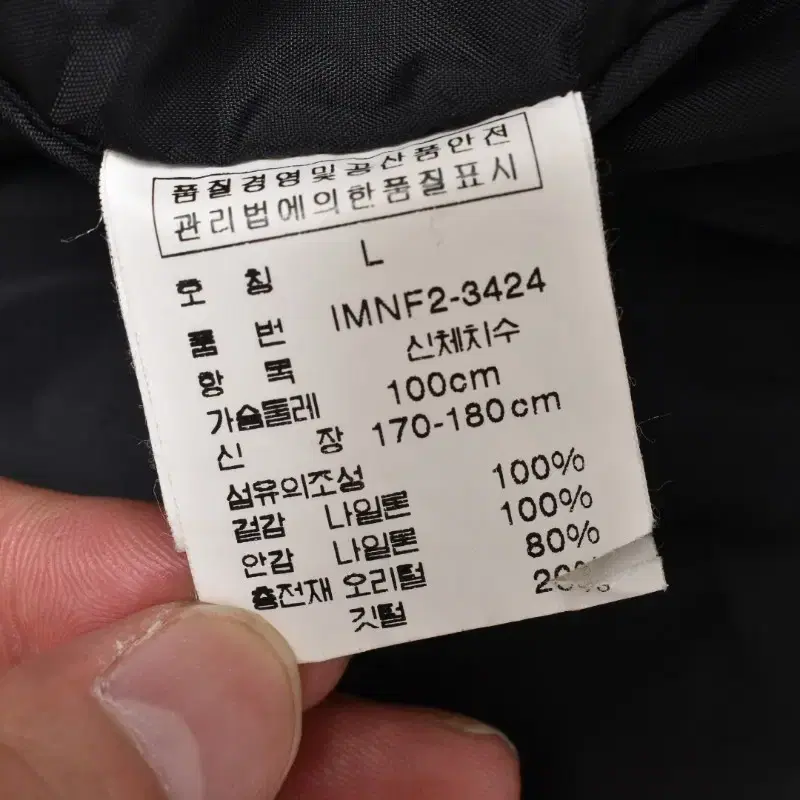 품질경영및공산품안전
관리법에의한품질표시
호 칭 L
품 번 IMNF2-3424
항 목 신체치수
가슴둘레 100cm
신 장 170-180cm
섬유의조성
겉감 나일론 100%
안감 나일론 100%
충전재 오리털 80%
깃털 20%